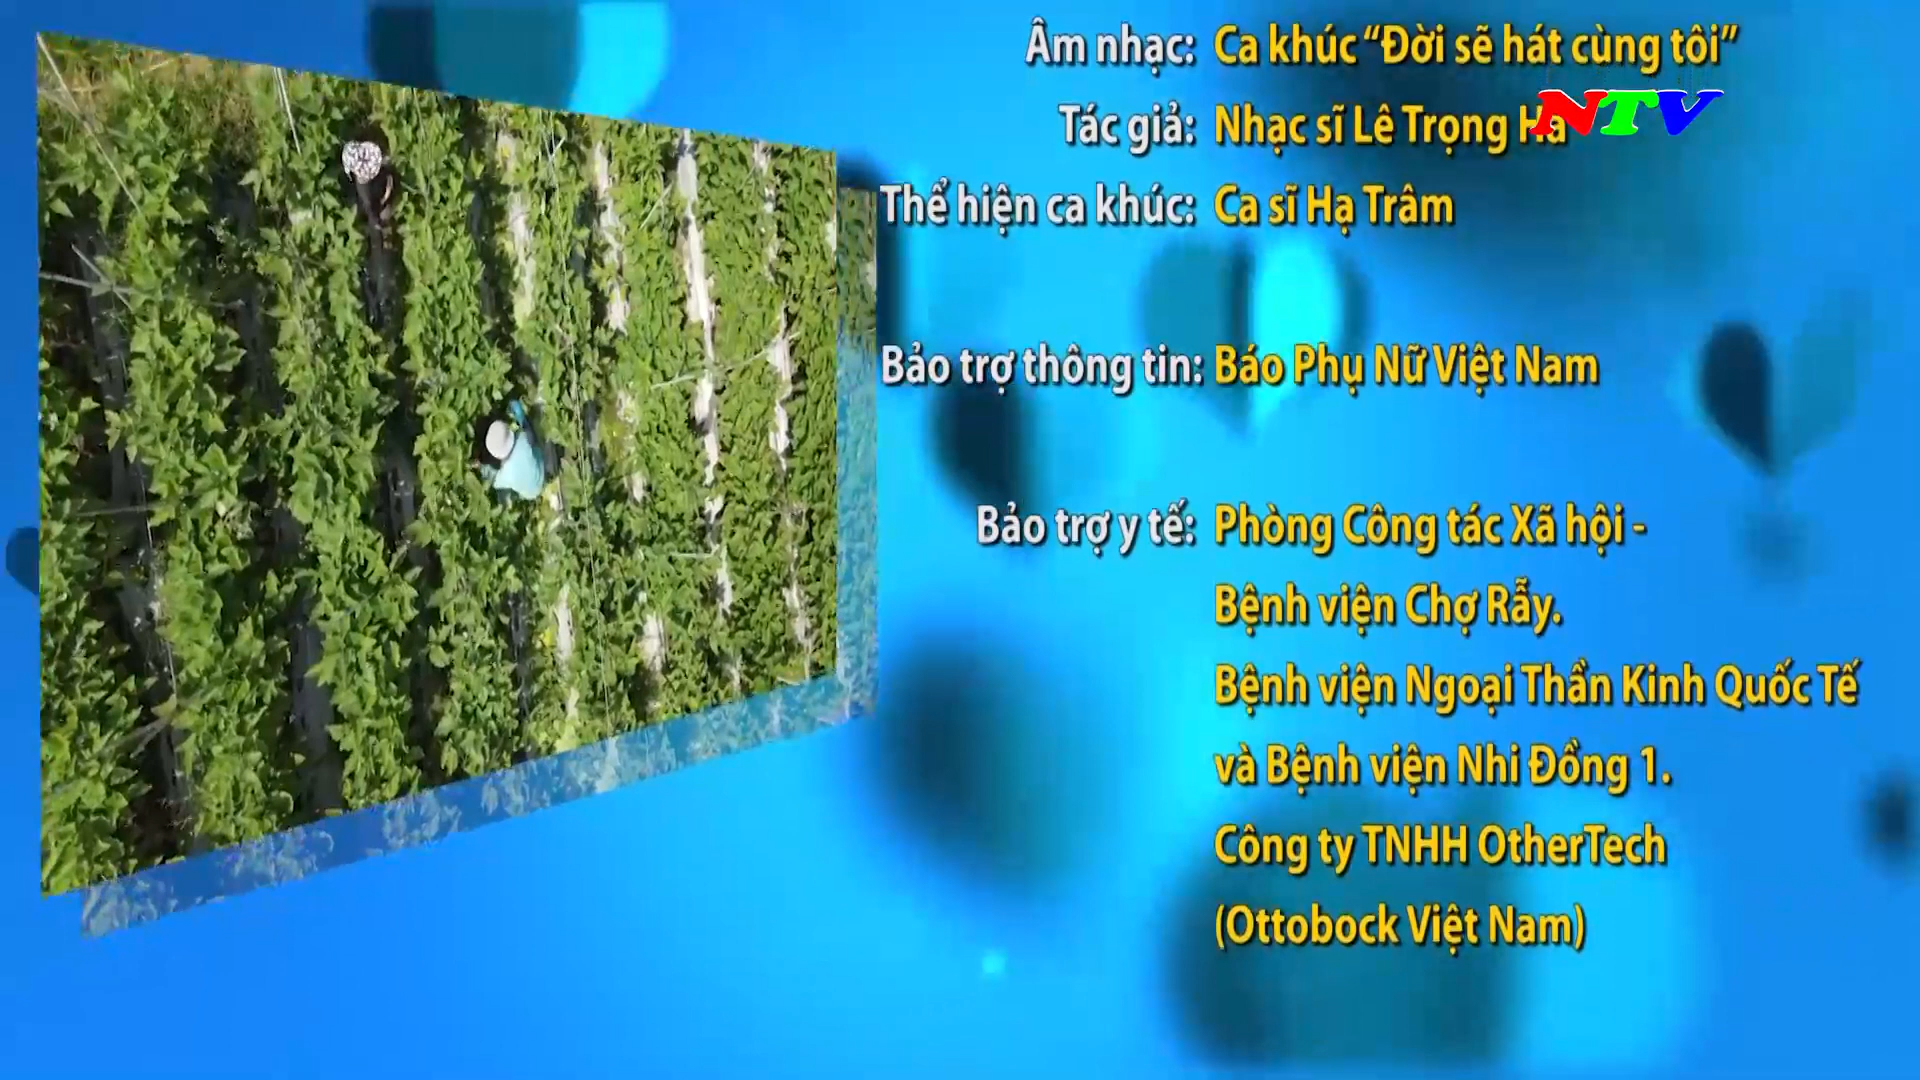 Âm nhạc: Ca khúc “Đời sẽ hát cùng tôi”
NTV
Tác giả: Nhạc sĩ Lê Trọng Hà
Thể hiện ca khúc: Ca sĩ Hạ Trâm
Bảo trợ thông tin: Báo Phụ Nữ Việt Nam
Bảo trợ y tế: Phòng Công tác Xã hội -
Bệnh viện Chợ Rẫy.
Bệnh viện Ngoại Thần Kinh Quốc Tế
và Bệnh viện Nhi Đồng 1.
Công ty TNHH OtherTech
(Ottobock Việt Nam)